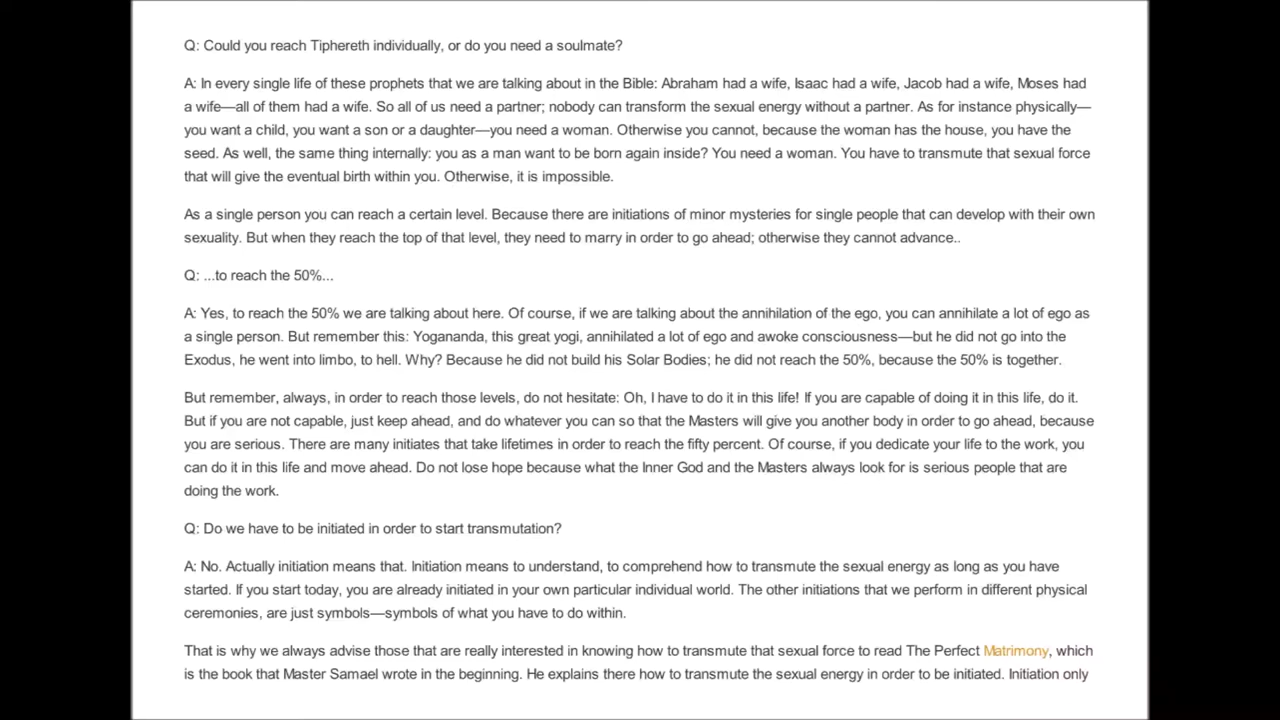 Q: Could you reach Tiphereth individually, or do you need a soulmate?
A: In every single life of these prophets that we are talking about in the Bible: Abraham had a wife, Isaac had a wife, Jacob had a wife, Moses had
a wife—all of them had a wife. So all of us need a partner; nobody can transform the sexual energy without a partner. As for instance physically—
you want a child, you want a son or a daughter—you need a woman. Otherwise you cannot, because the woman has the house, you have the
seed. As well, the same thing internally: you as a man want to be born again inside? You need a woman. You have to transmute that sexual force
that will give the eventual birth within you. Otherwise, it is impossible.
As a single person you can reach a certain level. Because there are initiations of minor mysteries for single people that can develop with their own
sexuality. But when they reach the top of that level, they need to marry in order to go ahead; otherwise they cannot advance..
Q: ...to reach the 50%...
A: Yes, to reach the 50% we are talking about here. Of course, if we are talking about the annihilation of the ego, you can annihilate a lot of ego as
a single person. But remember this: Yogananda, this great yogi, annihilated a lot of ego and awoke consciousness—but he did not go into the
Exodus, he went into limbo, to hell. Why? Because he did not build his Solar Bodies; he did not reach the 50%, because the 50% is together.
But remember, always, in order to reach those levels, do not hesitate: Oh, I have to do it in this life! If you are capable of doing it in this life, do it.
But if you are not capable, just keep ahead, and do whatever you can so that the Masters will give you another body in order to go ahead, because
you are serious. There are many initiates that take lifetimes in order to reach the fifty percent. Of course, if you dedicate your life to the work, you
can do it in this life and move ahead. Do not lose hope because what the Inner God and the Masters always look for is serious people that are
doing the work.
Q: Do we have to be initiated in order to start transmutation?
A: No. Actually initiation means that. Initiation means to understand, to comprehend how to transmute the sexual energy as long as you have
started. If you start today, you are already initiated in your own particular individual world. The other initiations that we perform in different physical
ceremonies, are just symbols—symbols of what you have to do within.
That is why we always advise those that are really interested in knowing how to transmute that sexual force to read The Perfect Matrimony, which
is the book that Master Samael wrote in the beginning. He explains there how to transmute the sexual energy in order to be initiated. Initiation only